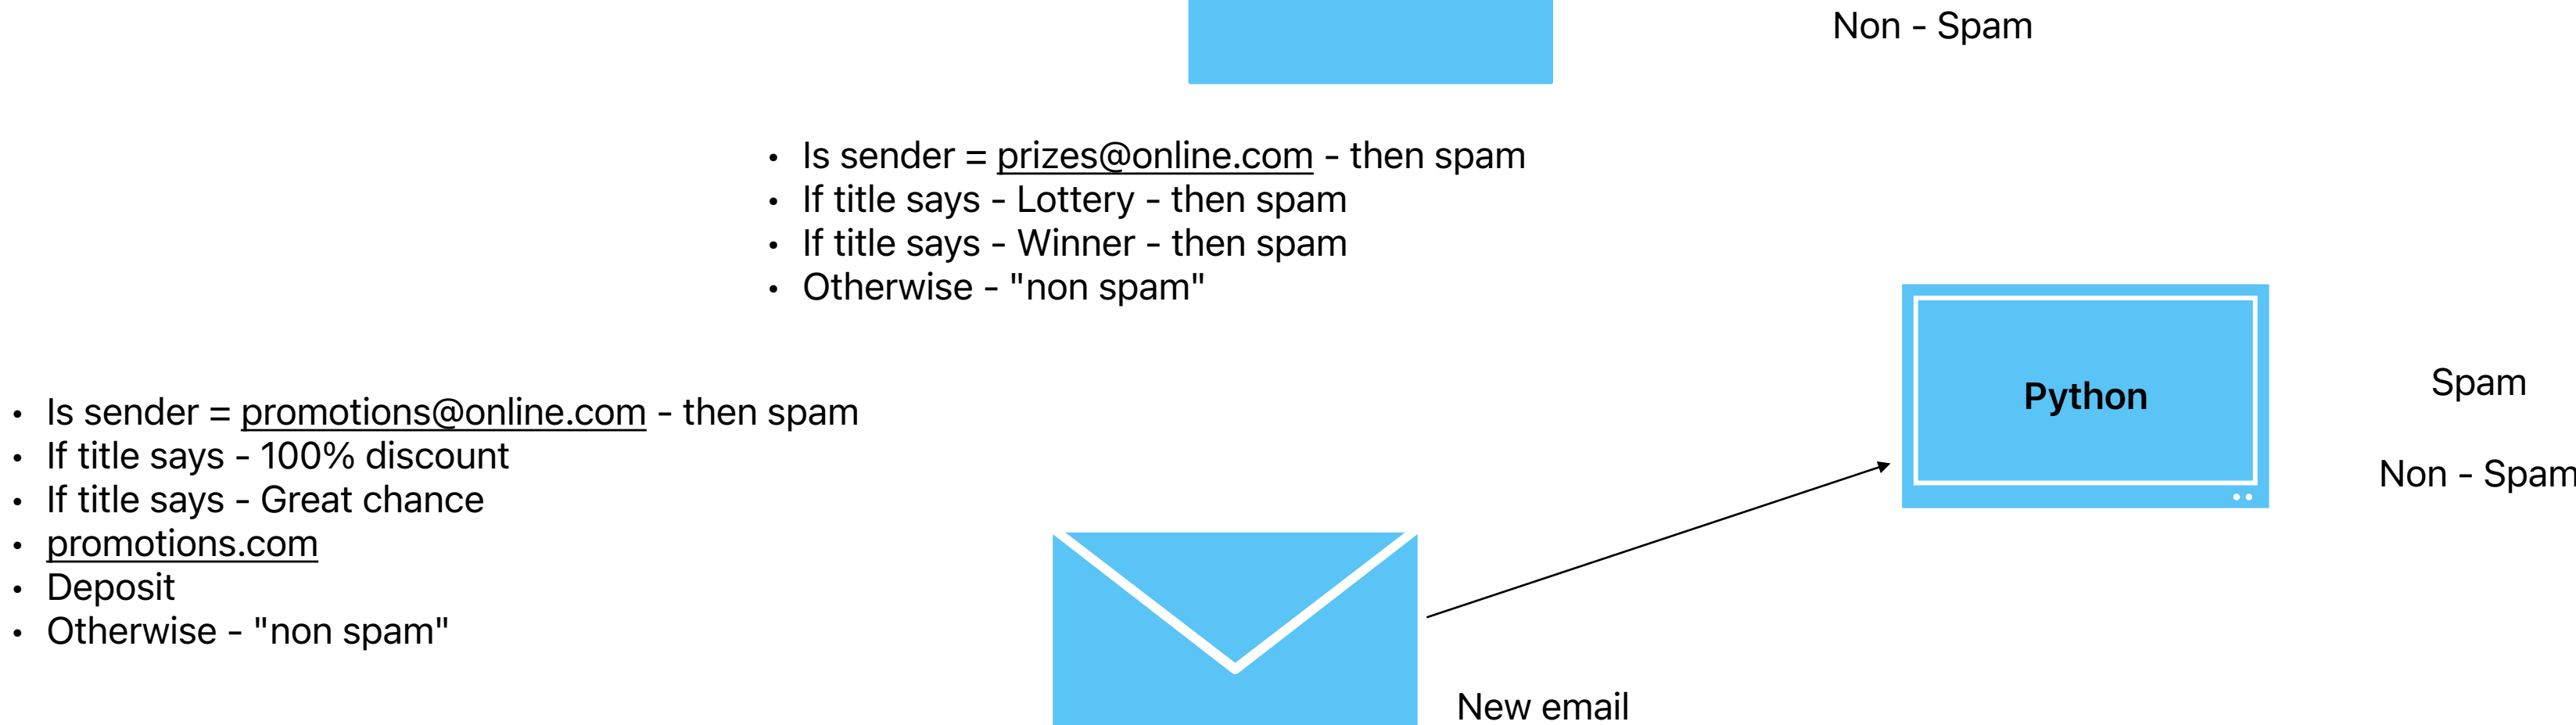 Non - Spam
• Is sender = prizes@online.com - then spam
• If title says - Lottery - then spam
• If title says - Winner - then spam
• Otherwise - "non spam"
Python
Spam
Non - Spam
• Is sender = promotions@online.com - then spam
• If title says - 100% discount
• If title says - Great chance
• promotions.com
• Deposit
• Otherwise - "non spam"
New email